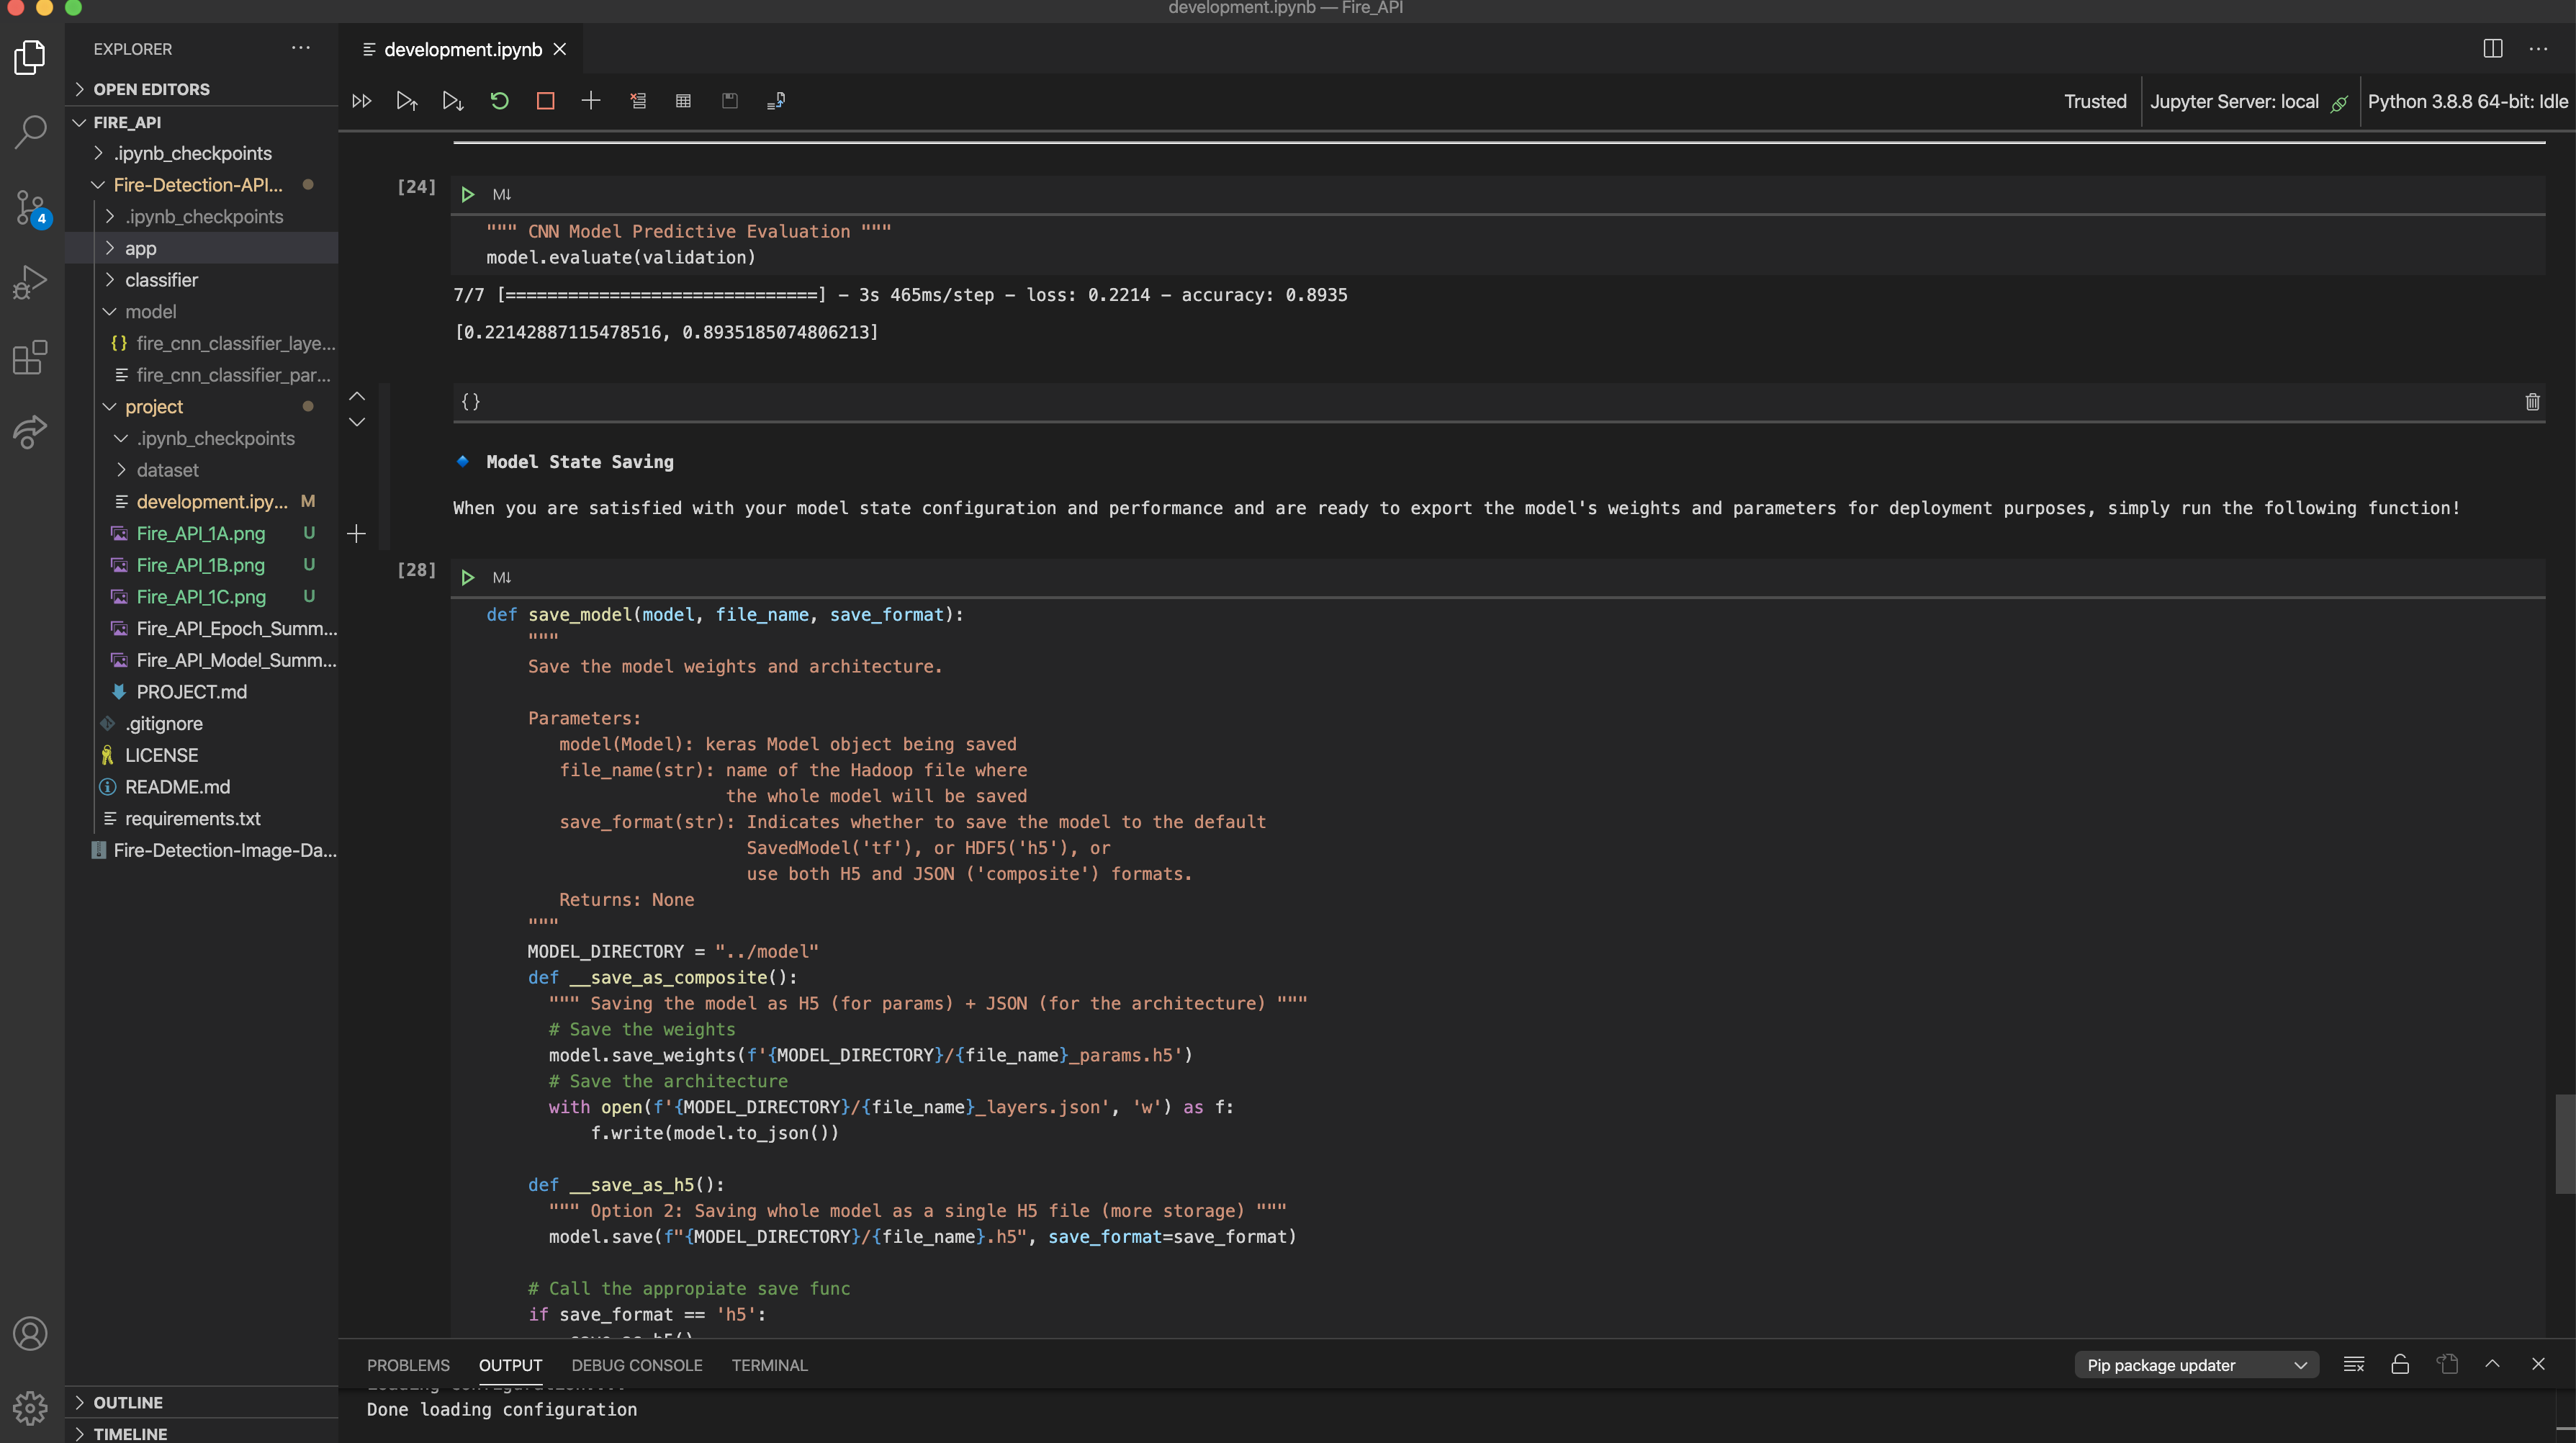 development.ipynb — Fire_API
EXPLORER
OPEN EDITORS
FIRE_API
.ipynb_checkpoints
Fire-Detection-API...
.ipynb_checkpoints
app
classifier
model
{} fire_cnn_classifier_laye...
fire_cnn_classifier_par...
project
.ipynb_checkpoints
dataset
development.ipy... M
Fire_API_1A.png U
Fire_API_1B.png U
Fire_API_1C.png U
Fire_API_Epoch_Summ...
Fire_API_Model_Summ...
PROJECT.md
.gitignore
LICENSE
README.md
requirements.txt
Fire-Detection-Image-Da...
OUTLINE
TIMELINE
4
development.ipynb
Trusted
Jupyter Server: local
Python 3.8.8 64-bit: Idle
[24]
M↓
""" CNN Model Predictive Evaluation """
model.evaluate(validation)
7/7 [==============================] – 3s 465ms/step – loss: 0.2214 – accuracy: 0.8935
[0.22142887115478516, 0.8935185074806213]
{}
Model State Saving
When you are satisfied with your model state configuration and performance and are ready to export the model's weights and parameters for deployment purposes, simply run the following function!
[28]
M↓
def save_model(model, file_name, save_format):
"""
Save the model weights and architecture.
Parameters:
model(Model): keras Model object being saved
file_name(str): name of the Hadoop file where
the whole model will be saved
save_format(str): Indicates whether to save the model to the default
SavedModel('tf'), or HDF5('h5'), or
use both H5 and JSON ('composite') formats.
Returns: None
"""
MODEL_DIRECTORY = "../model"
def __save_as_composite():
""" Saving the model as H5 (for params) + JSON (for the architecture) """
# Save the weights
model.save_weights(f'{MODEL_DIRECTORY}/{file_name}_params.h5')
# Save the architecture
with open(f'{MODEL_DIRECTORY}/{file_name}_layers.json', 'w') as f:
f.write(model.to_json())
def __save_as_h5():
""" Option 2: Saving whole model as a single H5 file (more storage) """
model.save(f"{MODEL_DIRECTORY}/{file_name}.h5", save_format=save_format)
# Call the appropiate save func
if save_format == 'h5':
PROBLEMS
OUTPUT
DEBUG CONSOLE
TERMINAL
Pip package updater
Done loading configuration